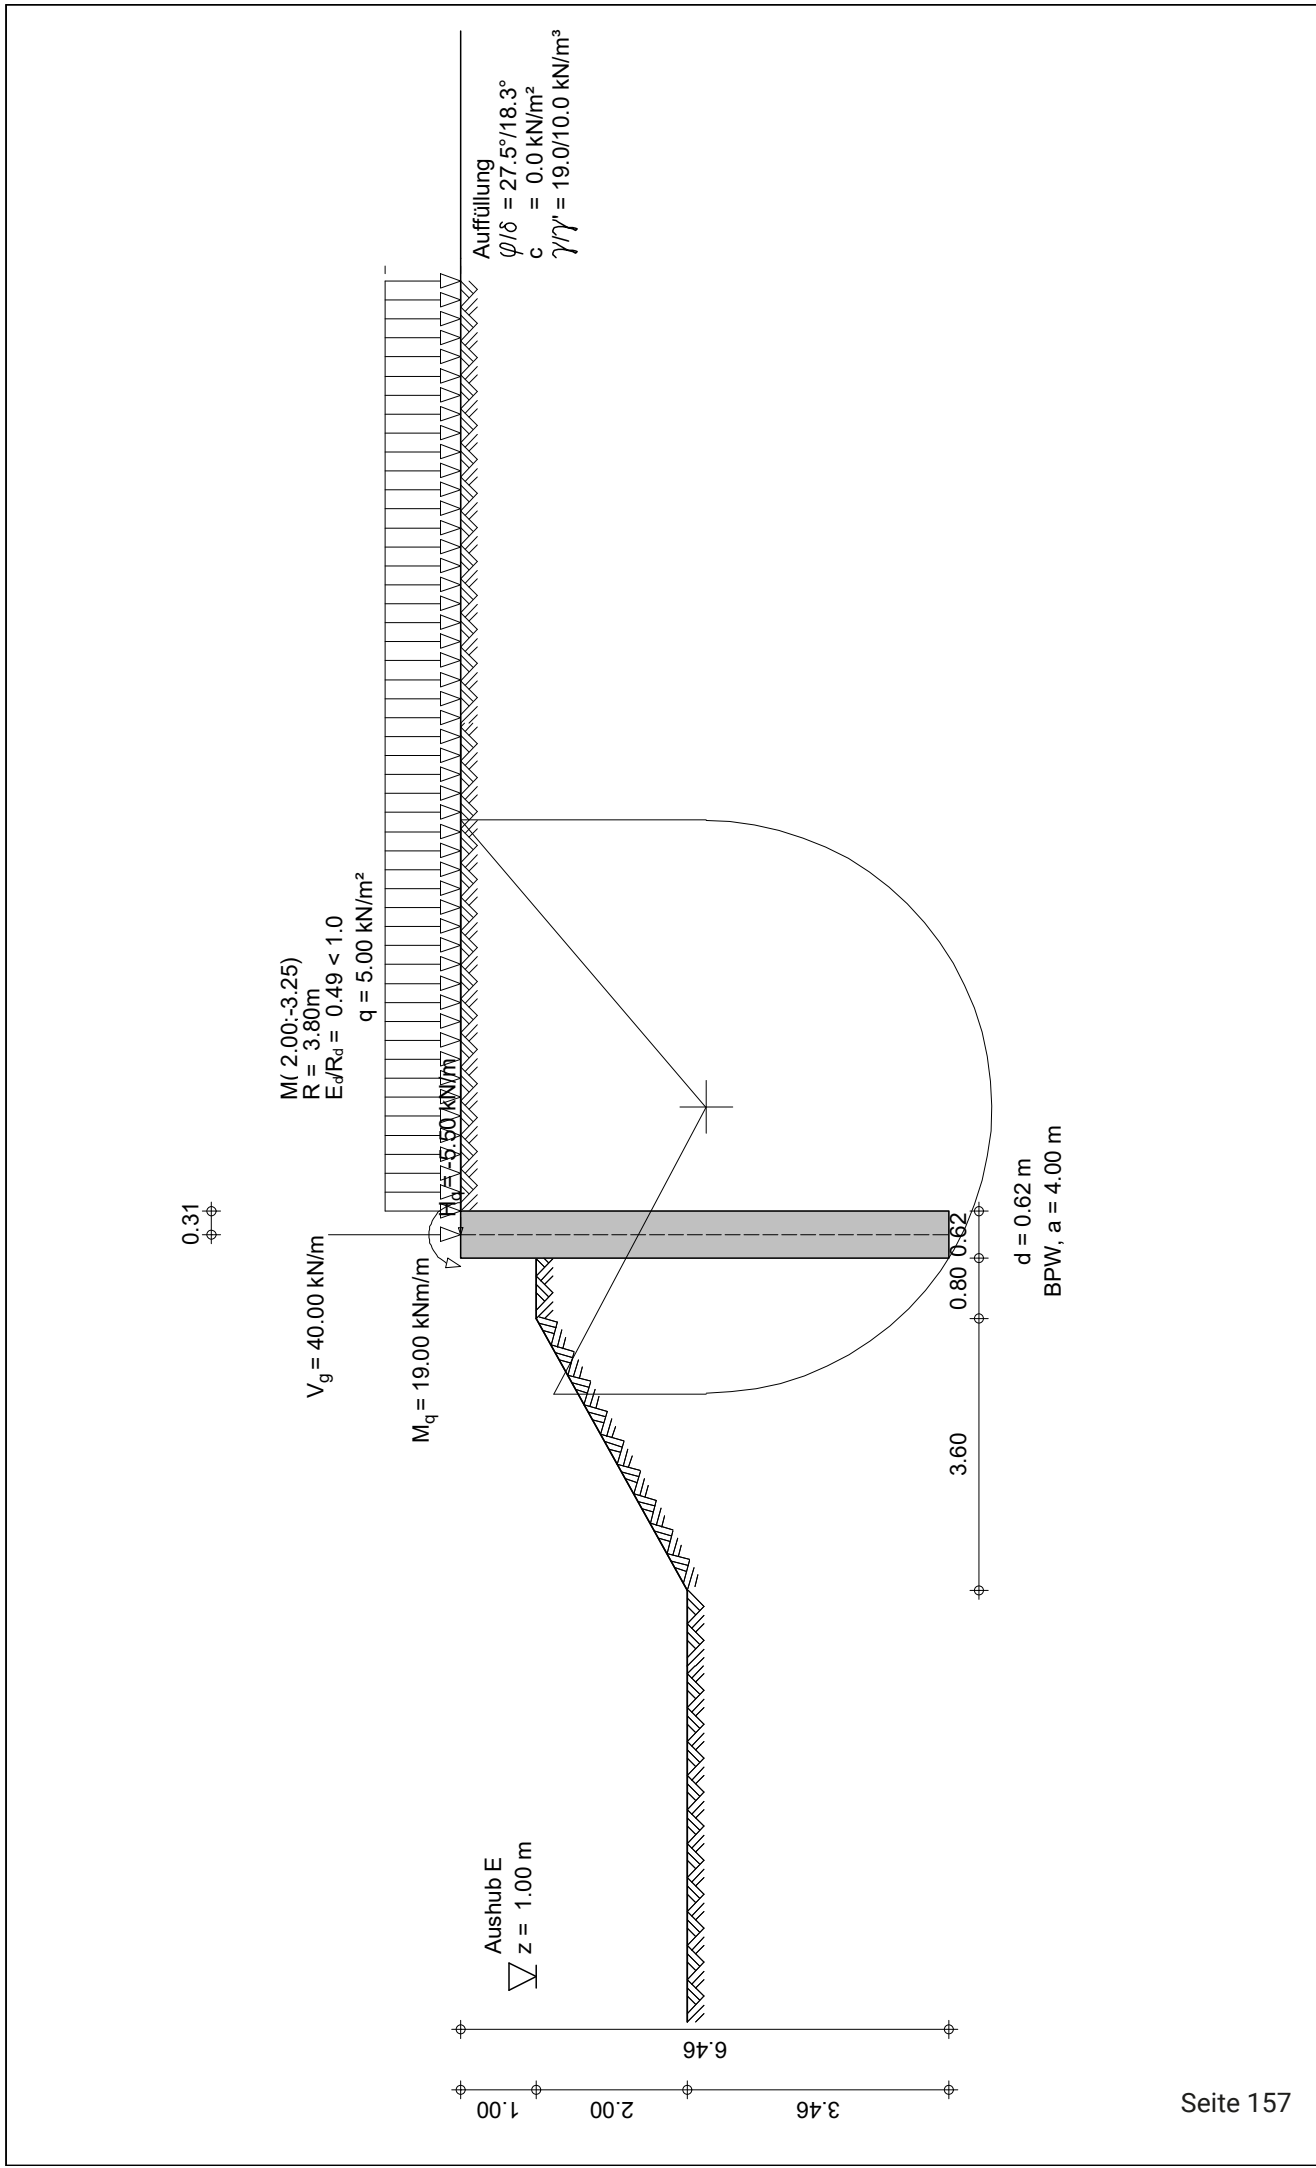 0.31
V_g = 40.00 kN/m
M_q = 19.00 kNm/m
M( 2.00;-3.25)
R = 3.80m
E_d/R_d = 0.49 < 1.0
q = 5.00 kN/m²
H_q = -5.50 kN/m
Auffüllung
φ/δ = 27.5°/18.3°
c = 0.0 kN/m²
γ/γ' = 19.0/10.0 kN/m³
Aushub E
z = 1.00 m
6.46
1.00
2.00
3.46
3.60
0.80
0.62
d = 0.62 m
BPW, a = 4.00 m
Seite 157